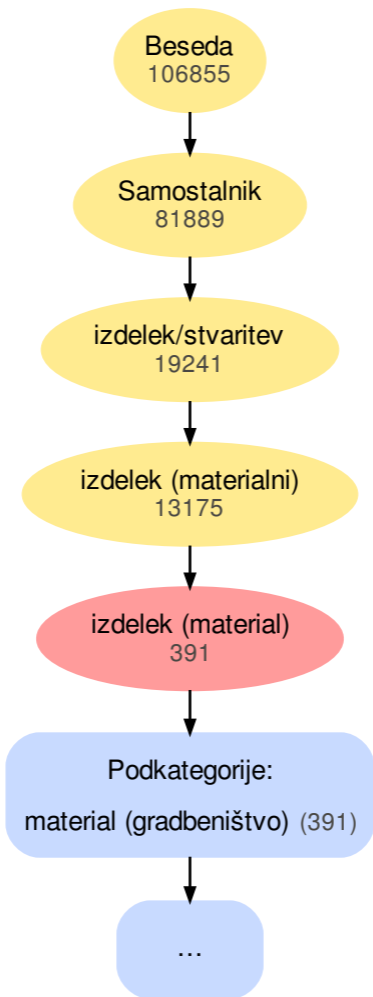 Beseda
106855
Samostalnik
81889
izdelek/stvaritev
19241
izdelek (materialni)
13175
izdelek (material)
391
Podkategorije:
material (gradbeništvo) (391)
...